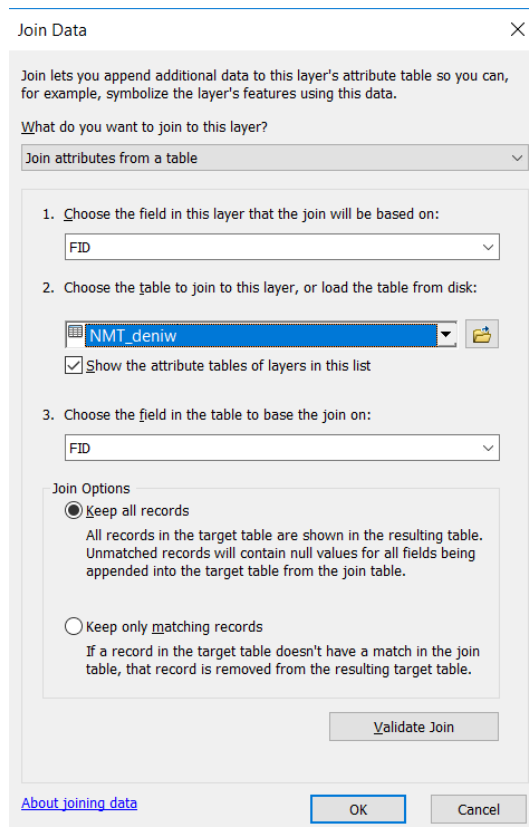 Join Data
Join lets you append additional data to this layer's attribute table so you can,
for example, symbolize the layer's features using this data.
What do you want to join to this layer?
Join attributes from a table
1. Choose the field in this layer that the join will be based on:
FID
2. Choose the table to join to this layer, or load the table from disk:
NMT_deniw
Show the attribute tables of layers in this list
3. Choose the field in the table to base the join on:
FID
Join Options
Keep all records
All records in the target table are shown in the resulting table.
Unmatched records will contain null values for all fields being
appended into the target table from the join table.
Keep only matching records
If a record in the target table doesn't have a match in the join
table, that record is removed from the resulting target table.
Validate Join
About joining data
OK
Cancel